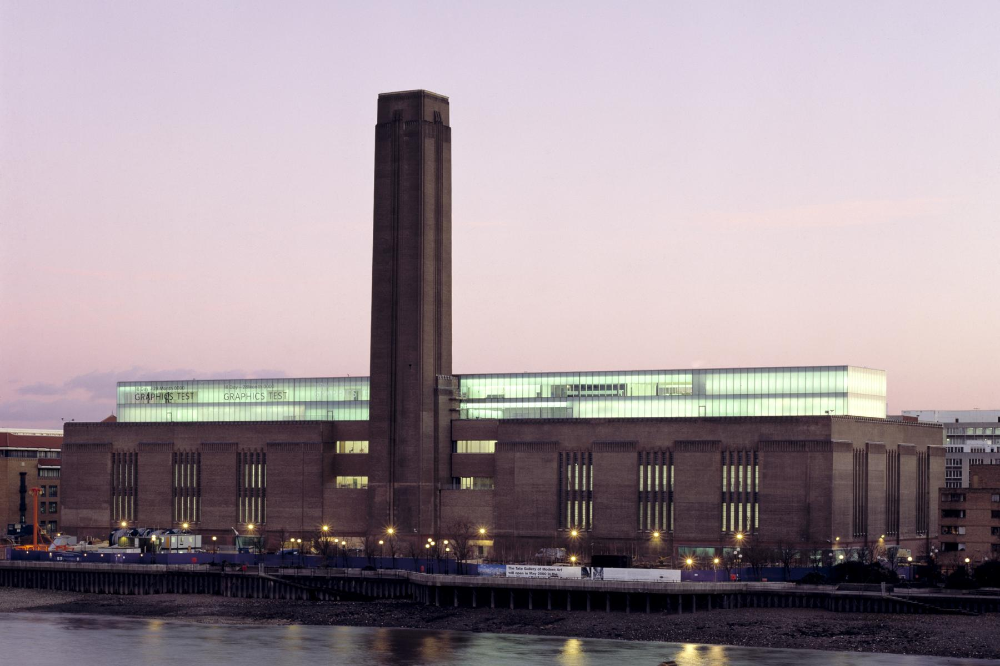 18 Day – 28 Month 0000
GRAPHICS TEST
18 Day – 28 Month 0000
GRAPHICS TEST
The Tate Gallery of Modern Art
will open in May 2000 in the